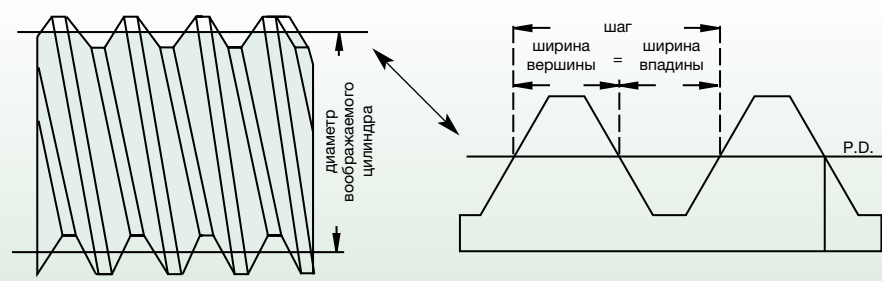 диаметр
воображаемого
цилиндра
шаг
ширина
вершины
=
ширина
впадины
P.D.